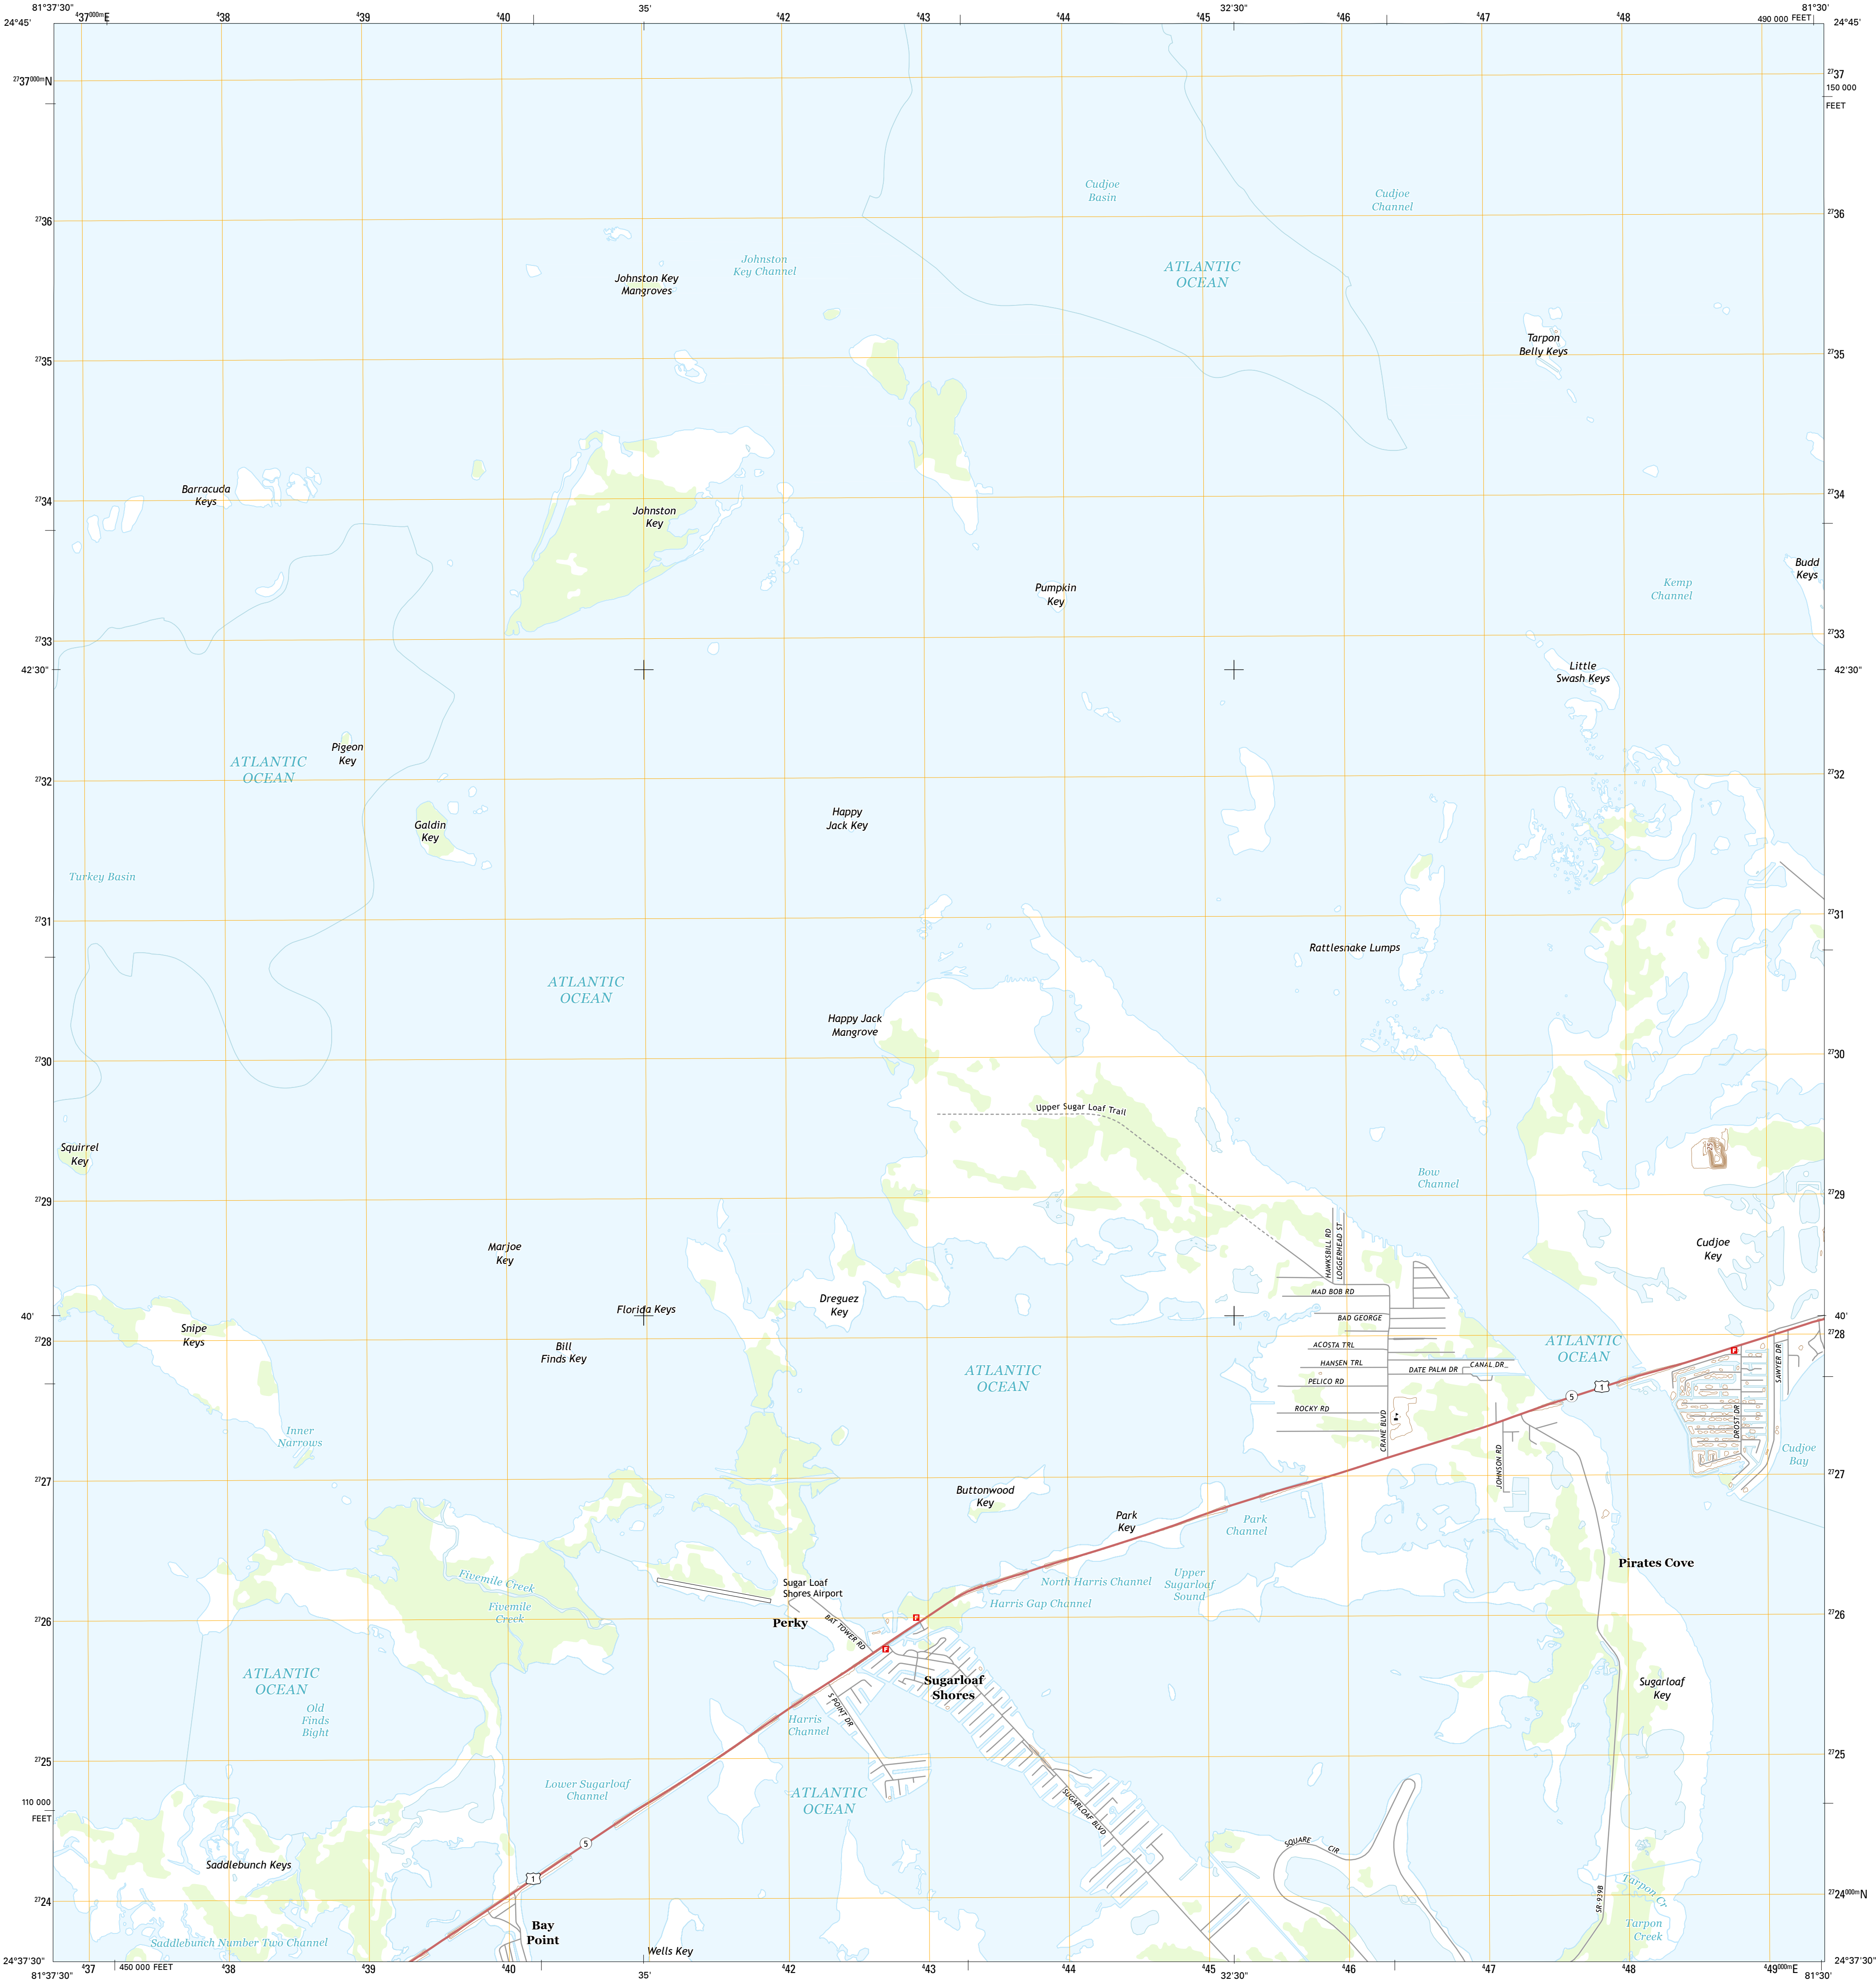 81°37'30"
⁴37⁰⁰⁰ᵐE
⁴38
⁴39
⁴40
35'
⁴42
⁴43
⁴44
⁴45
32'30"
⁴46
⁴47
⁴48
490 000 FEET
81°30'
24°45'
24°45'
²⁷37⁰⁰⁰ᵐN
²⁷37
150 000
FEET
Cudjoe
Basin
Cudjoe
Channel
²⁷36
²⁷36
Johnston
Key Channel
ATLANTIC
OCEAN
Johnston Key
Mangroves
Tarpon
Belly Keys
²⁷35
²⁷35
Barracuda
Keys
²⁷34
²⁷34
Johnston
Key
Budd
Keys
Pumpkin
Key
Kemp
Channel
²⁷33
²⁷33
42'30"
42'30"
Little
Swash Keys
Pigeon
Key
ATLANTIC
OCEAN
²⁷32
²⁷32
Galdin
Key
Happy
Jack Key
Turkey Basin
²⁷31
²⁷31
Rattlesnake Lumps
ATLANTIC
OCEAN
Happy Jack
Mangrove
²⁷30
²⁷30
Upper Sugar Loaf Trail
Squirrel
Key
25
Bow
Channel
²⁷29
²⁷29
Marjoe
Key
HAWKSBILL RD
LOGGERHEAD ST
Cudjoe
Key
MAD BOB RD
Dreguez
Key
Florida Keys
40'
40'
BAD GEORGE
Snipe
Keys
²⁷28
²⁷28
Bill
Finds Key
ACOSTA TRL
ATLANTIC
OCEAN
HANSEN TRL
CANAL DR
DATE PALM DR
ATLANTIC
OCEAN
PELICO RD
F
SAWYER DR
1
5
ROCKY RD
CRANE BLVD
DROST DR
Inner
Narrows
Cudjoe
Bay
JOHNSON RD
²⁷27
²⁷27
Buttonwood
Key
Park
Key
Park
Channel
Pirates Cove
Fivemile Creek
Fivemile
Creek
Sugar Loaf
Shores Airport
North Harris Channel
Upper
Sugarloaf
Sound
Harris Gap Channel
²⁷26
²⁷26
Perky
BAT TOWER RD
F
F
ATLANTIC
OCEAN
Sugarloaf
Shores
Sugarloaf
Key
Old
Finds
Bight
S POINT DR
Harris
Channel
²⁷25
²⁷25
Lower Sugarloaf
Channel
ATLANTIC
OCEAN
110 000
FEET
SUGARLOAF BLVD
5
SQUARE CIR
Saddlebunch Keys
1
²⁷24
²⁷24⁰⁰⁰ᵐN
SR-939B
Tarpon Cr
Tarpon
Creek
Bay
Point
Saddlebunch Number Two Channel
Wells Key
24°37'30"
24°37'30"
⁴37
450 000 FEET
⁴38
⁴39
⁴40
35'
⁴42
⁴43
⁴44
⁴45
32'30"
⁴46
⁴47
⁴48
⁴49⁰⁰⁰ᵐE
81°37'30"
81°30'